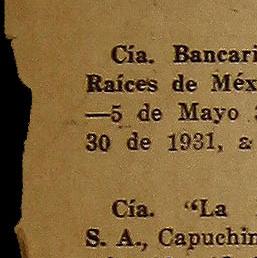 Cía. Bancari
Raíces de Méx
—5 de Mayo
30 de 1931, a
Cía. "La
S. A., Capuchin